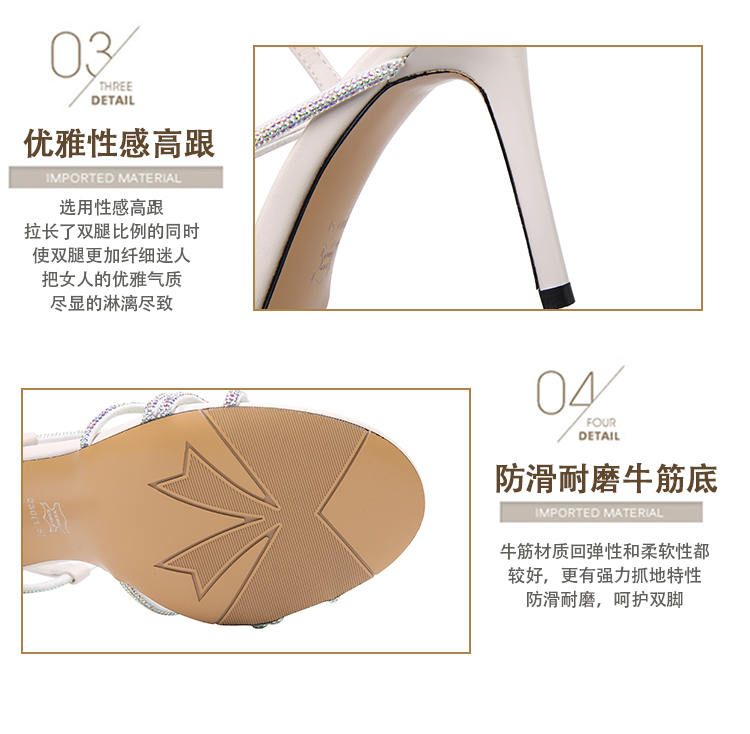 03
THREE
DETAIL
优雅性感高跟
IMPORTED MATERIAL
选用性感高跟
拉长了双腿比例的同时
使双腿更加纤细迷人
把女人的优雅气质
尽显的淋漓尽致
04
FOUR
DETAIL
防滑耐磨牛筋底
IMPORTED MATERIAL
牛筋材质回弹性和柔软性都
较好，更有强力抓地特性
防滑耐磨，呵护双脚